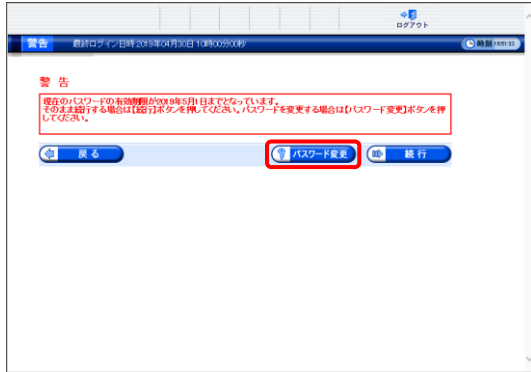 ログアウト
警告 最終ログイン日時:2019年04月30日 10時00分00秒 時刻
警 告
現在のパスワードの有効期限が2019年5月1日までとなっています。
そのまま続行する場合は【続行】ボタンを押してください。パスワードを変更する場合は【パスワード変更】ボタンを押
してください。
戻る パスワード変更 続行